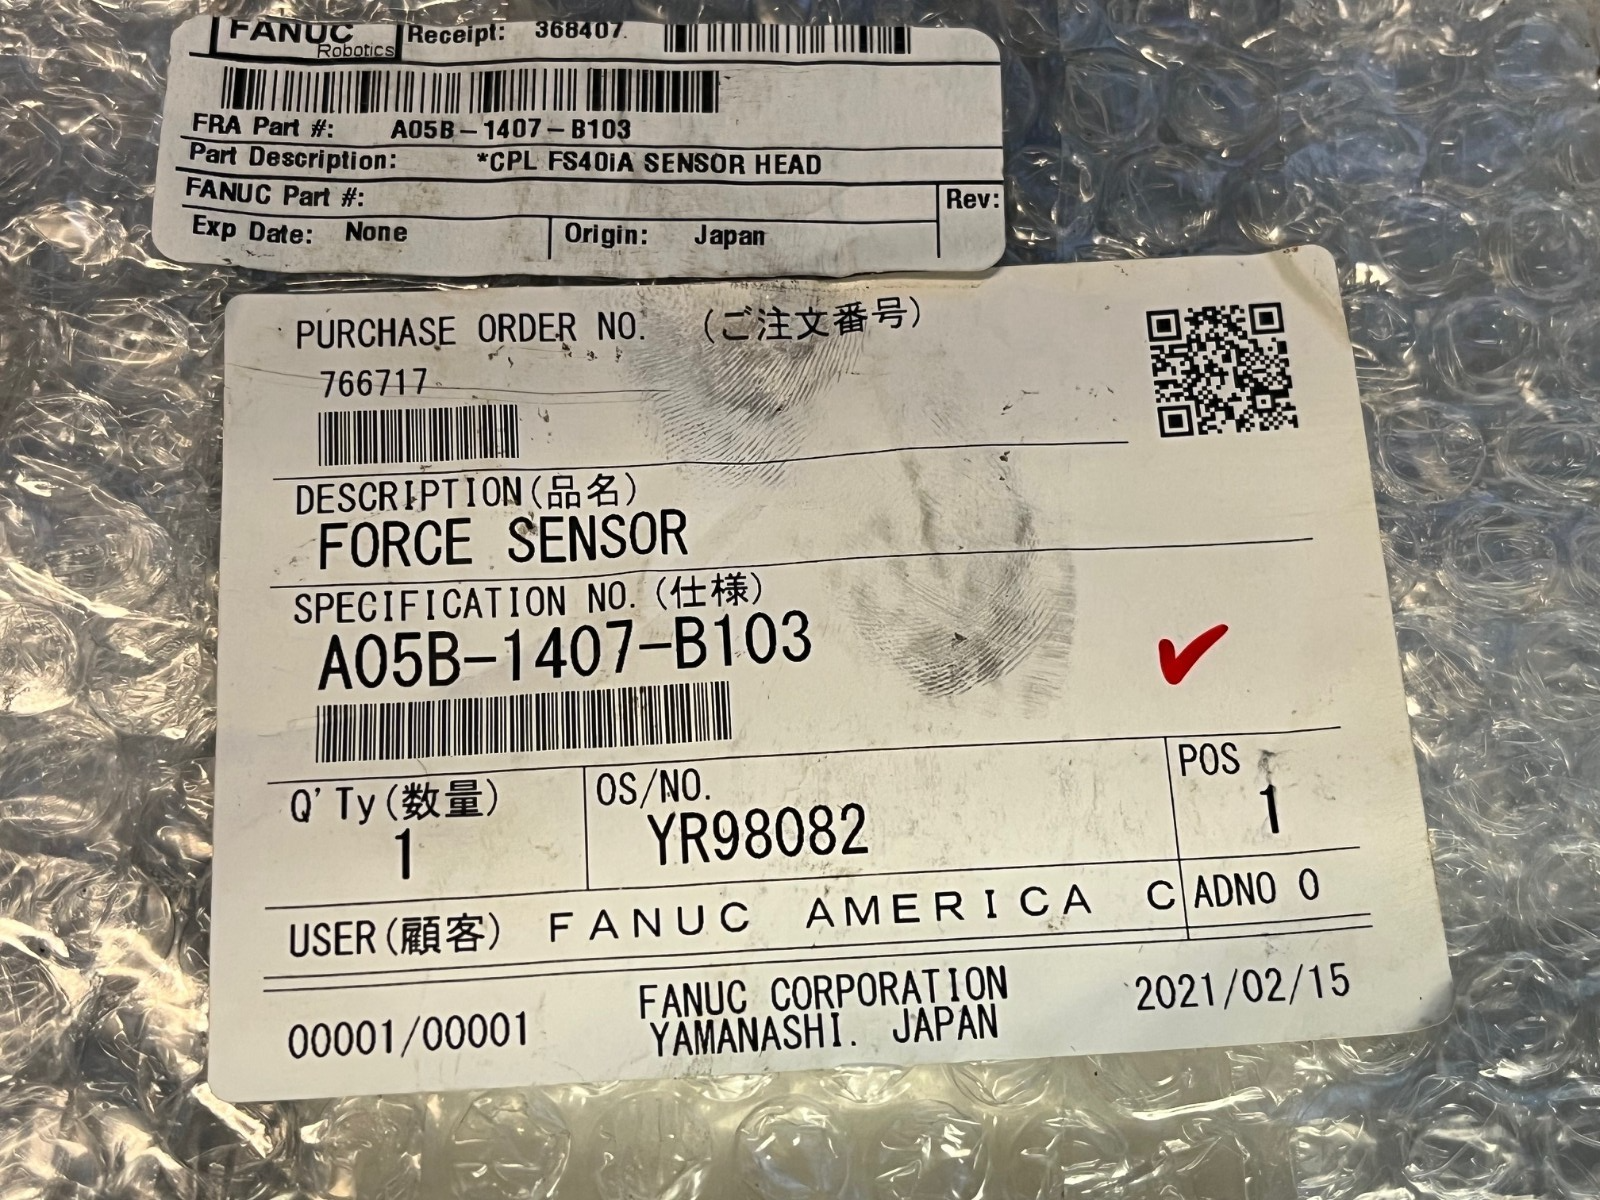 FANUC Robotics Receipt: 368407
FRA Part #: A05B-1407-B103
Part Description: *CPL FS40iA SENSOR HEAD
FANUC Part #: Rev:
Exp Date: None Origin: Japan
PURCHASE ORDER NO. (ご注文番号)
766717
DESCRIPTION(品名)
FORCE SENSOR
SPECIFICATION NO.(仕様)
A05B-1407-B103
Q'Ty(数量) OS/NO. POS
1 YR98082 1
USER(顧客) FANUC AMERICA C ADNO 0
00001/00001 FANUC CORPORATION 2021/02/15
YAMANASHI. JAPAN